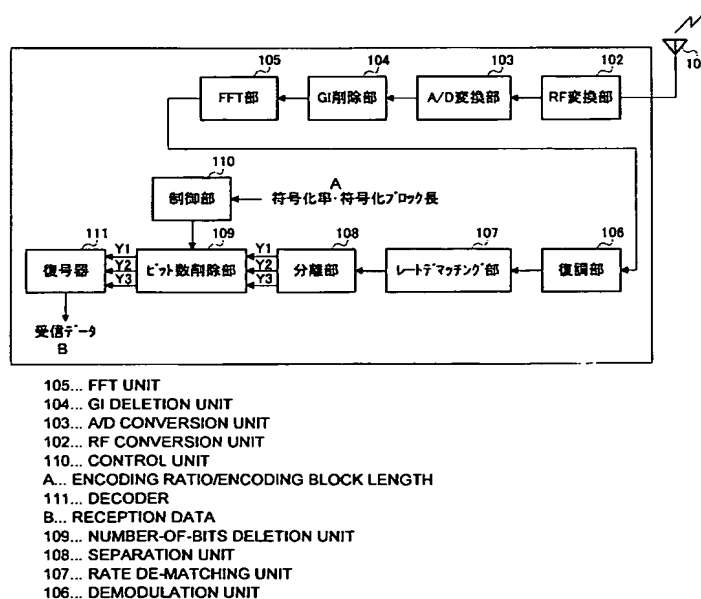 105
104
103
102
10
FFT部
GI削除部
A/D変換部
RF変換部
110
制御部
A
符号化率・符号化ブロック長
111
109
108
107
106
復号器
Y1
Y2
Y3
ビット数削除部
Y1
Y2
Y3
分離部
レートデマッチング部
復調部
受信データ
B
105... FFT UNIT
104... GI DELETION UNIT
103... A/D CONVERSION UNIT
102... RF CONVERSION UNIT
110... CONTROL UNIT
A... ENCODING RATIO/ENCODING BLOCK LENGTH
111... DECODER
B... RECEPTION DATA
109... NUMBER-OF-BITS DELETION UNIT
108... SEPARATION UNIT
107... RATE DE-MATCHING UNIT
106... DEMODULATION UNIT